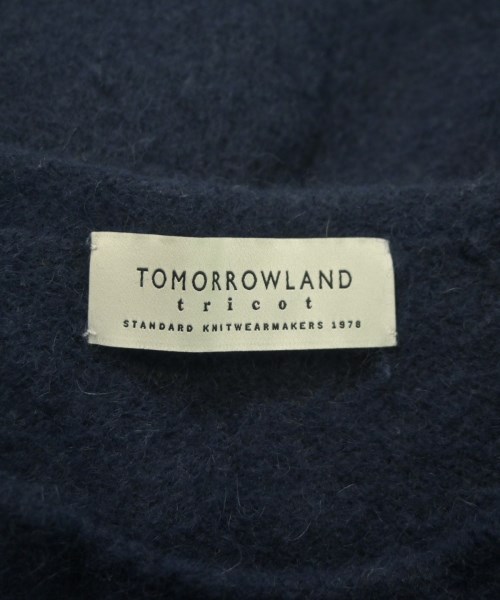 TOMORROWLAND
tricot
STANDARD KNITWEARMAKERS 1978